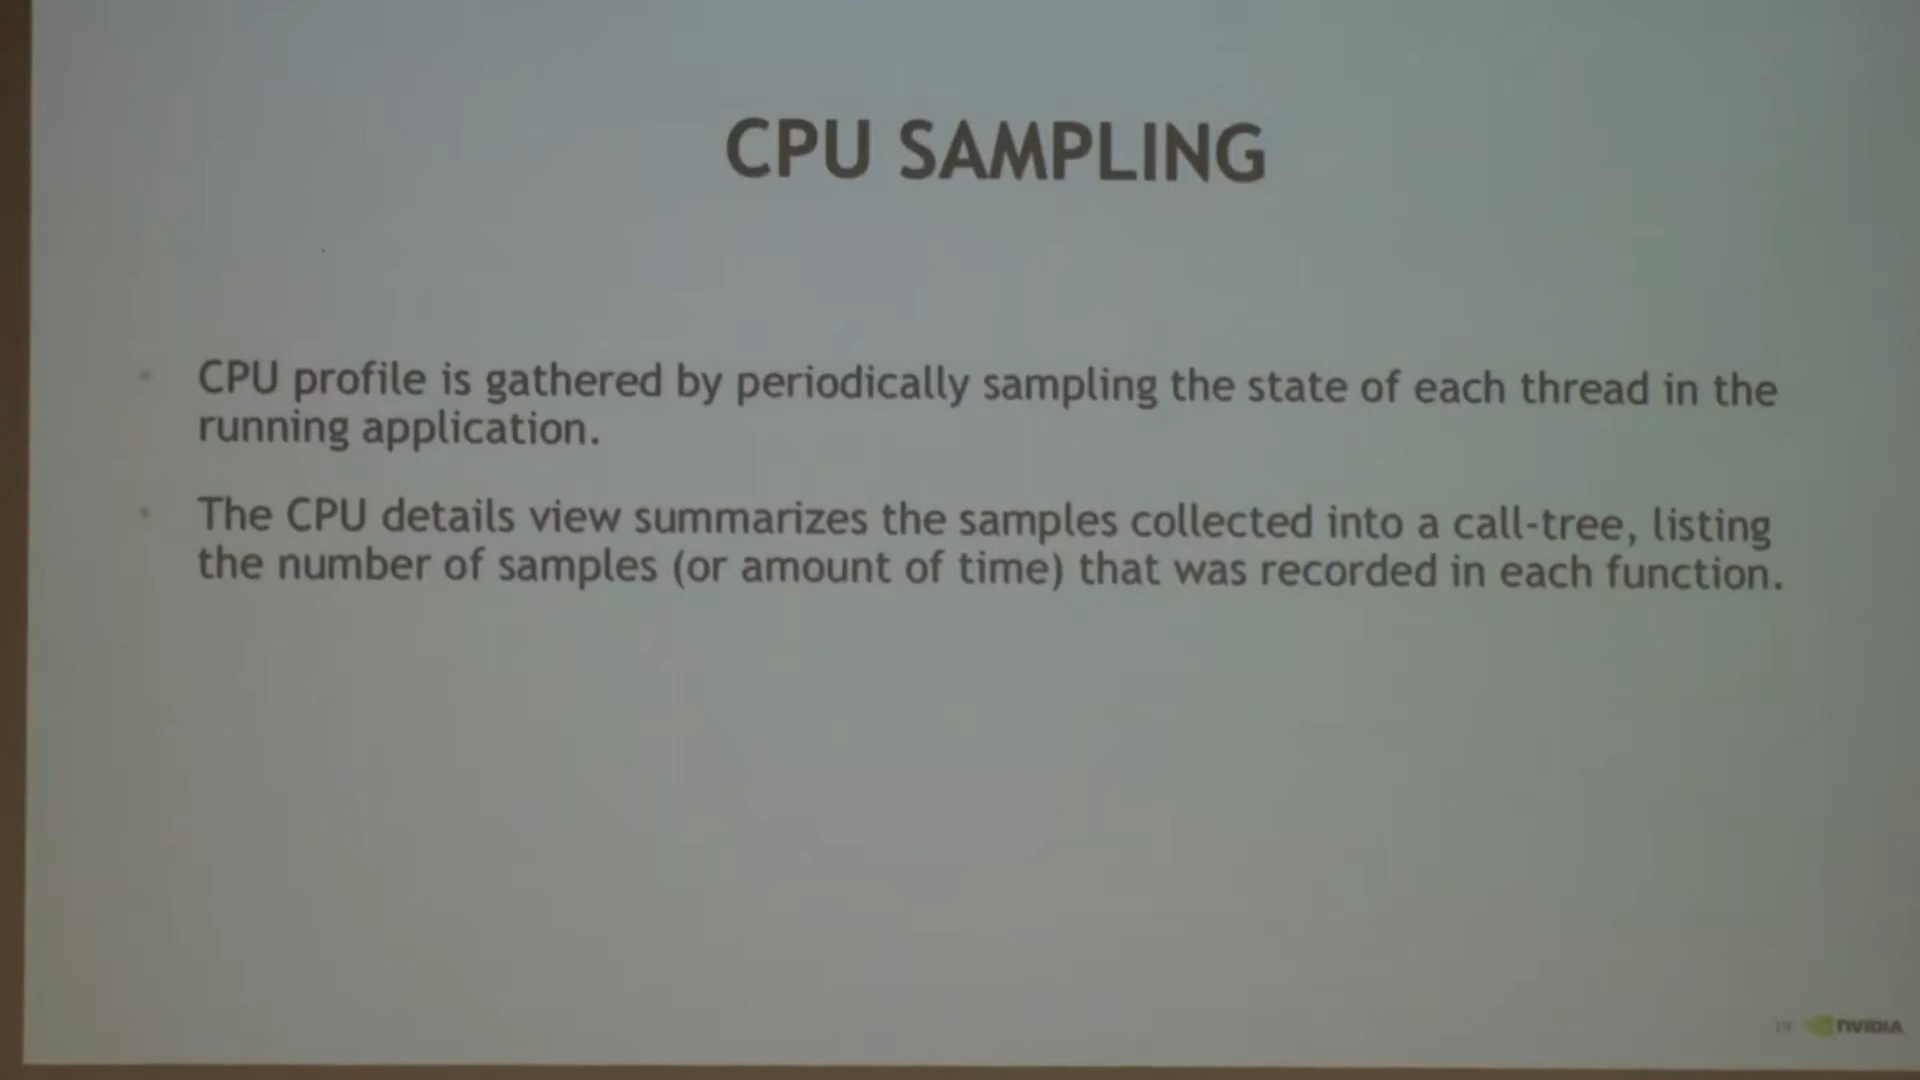 CPU SAMPLING
• CPU profile is gathered by periodically sampling the state of each thread in the
running application.
• The CPU details view summarizes the samples collected into a call-tree, listing
the number of samples (or amount of time) that was recorded in each function.
19 NVIDIA